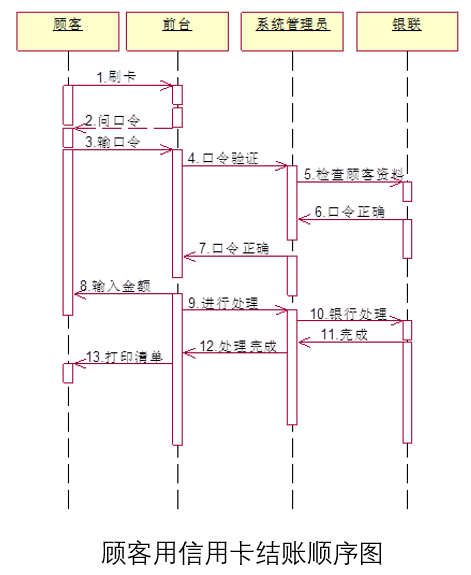 顾客 前台 系统管理员 银联
1.刷卡
2.问口令
3.输口令
4.口令验证
5.检查顾客资料
6.口令正确
7.口令正确
8.输入金额
9.进行处理
10.银行处理
11.完成
12.处理完成
13.打印清单
顾客用信用卡结账顺序图